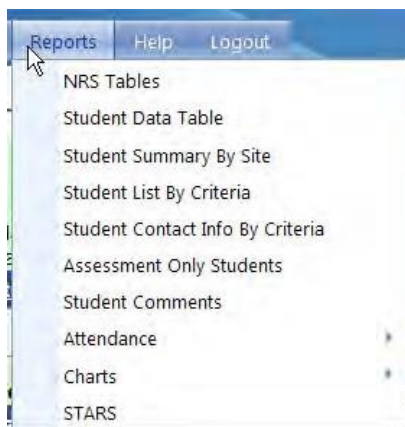 Reports Help Logout
NRS Tables
Student Data Table
Student Summary By Site
Student List By Criteria
Student Contact Info By Criteria
Assessment Only Students
Student Comments
Attendance
Charts
STARS